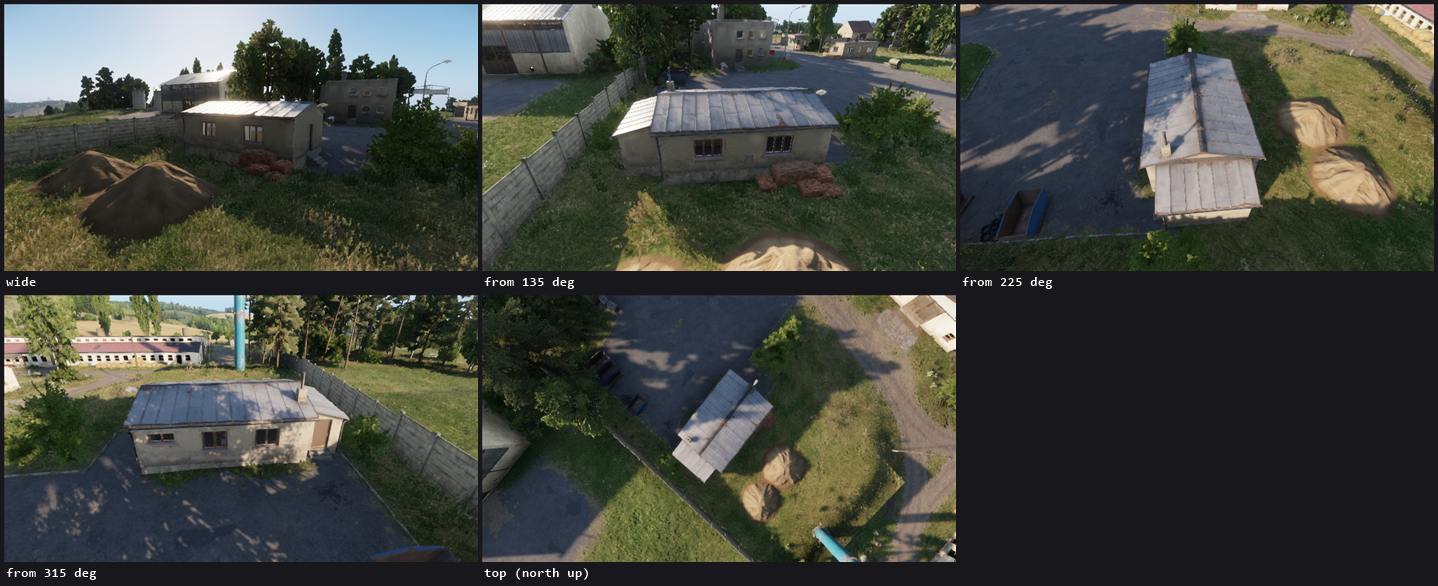 wide
from 135 deg
from 225 deg
from 315 deg
top (north up)